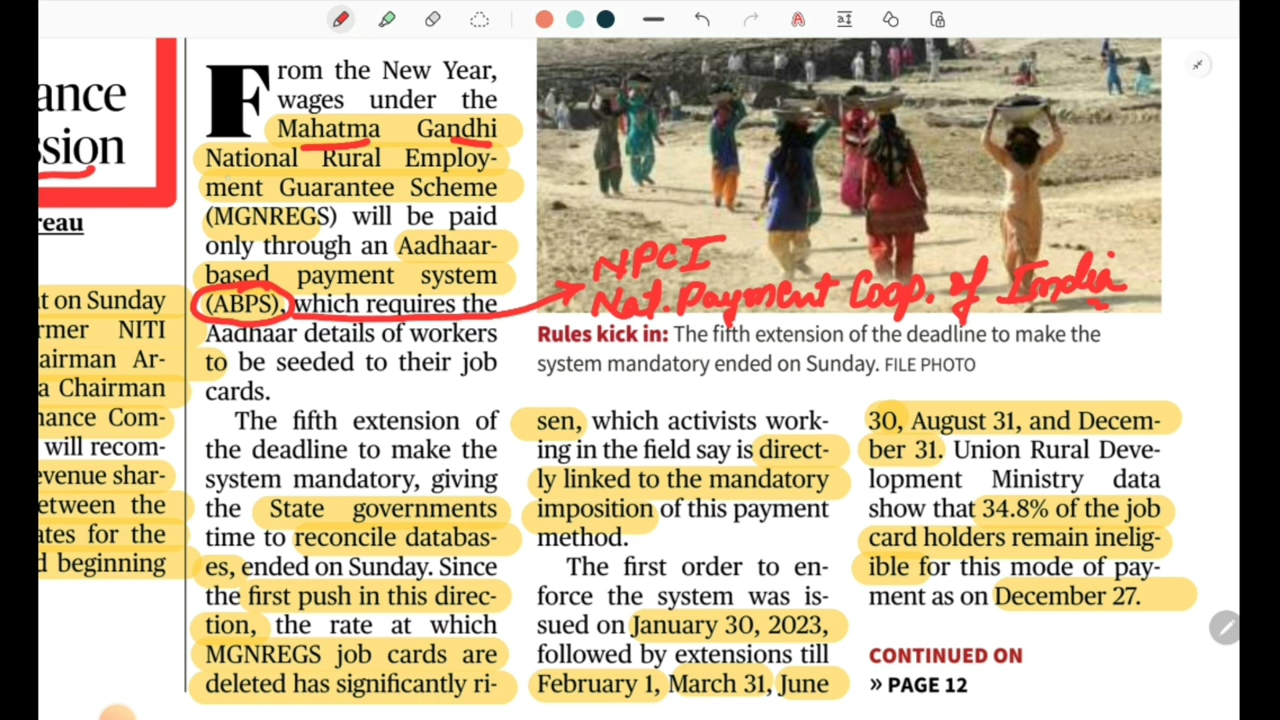 ance
ssion
reau
nt on Sunday
rmer NITI
airman Ar-
a Chairman
nance Com-
will recom-
evenue shar-
etween the
ates for the
d beginning
From the New Year,
wages under the
Mahatma Gandhi
National Rural Employ-
ment Guarantee Scheme
(MGNREGS) will be paid
only through an Aadhaar-
based payment system
(ABPS), which requires the
Aadhaar details of workers
to be seeded to their job
cards.
The fifth extension of
the deadline to make the
system mandatory, giving
the State governments
time to reconcile databas-
es, ended on Sunday. Since
the first push in this direc-
tion, the rate at which
MGNREGS job cards are
deleted has significantly ri-
NPCI
Nat. Payment Coop. of India
Rules kick in: The fifth extension of the deadline to make the
system mandatory ended on Sunday. FILE PHOTO
sen, which activists work-
ing in the field say is direct-
ly linked to the mandatory
imposition of this payment
method.
The first order to en-
force the system was is-
sued on January 30, 2023,
followed by extensions till
February 1, March 31, June
30, August 31, and Decem-
ber 31. Union Rural Deve-
lopment Ministry data
show that 34.8% of the job
card holders remain inelig-
ible for this mode of pay-
ment as on December 27.
CONTINUED ON
» PAGE 12